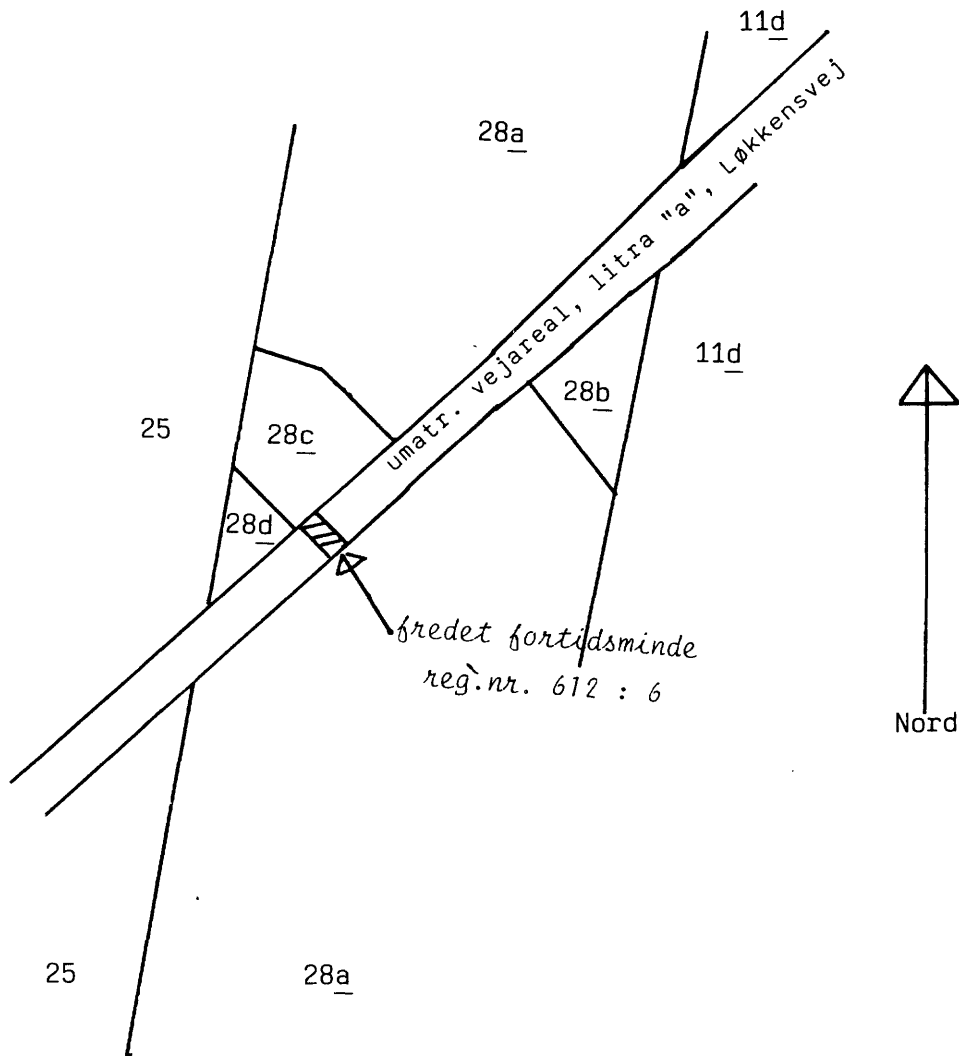 11d
28a
umatr. vejareal, litra "a", Løkkensvej
11d
28b
25
28c
28d
fredet fortidsminde
reg.nr. 612 : 6
Nord
25
28a